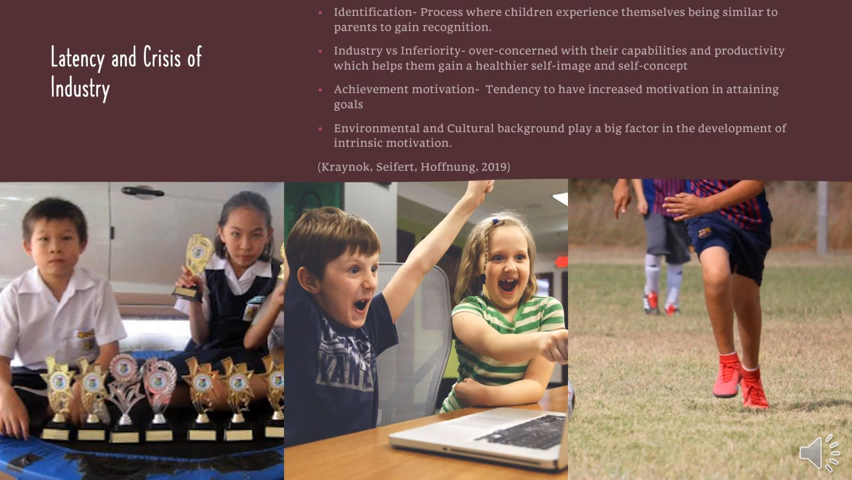 Latency and Crisis of
Industry
• Identification- Process where children experience themselves being similar to
parents to gain recognition.
• Industry vs Inferiority- over-concerned with their capabilities and productivity
which helps them gain a healthier self-image and self-concept
• Achievement motivation-  Tendency to have increased motivation in attaining
goals
• Environmental and Cultural background play a big factor in the development of
intrinsic motivation.
(Kraynok, Seifert, Hoffnung, 2019)